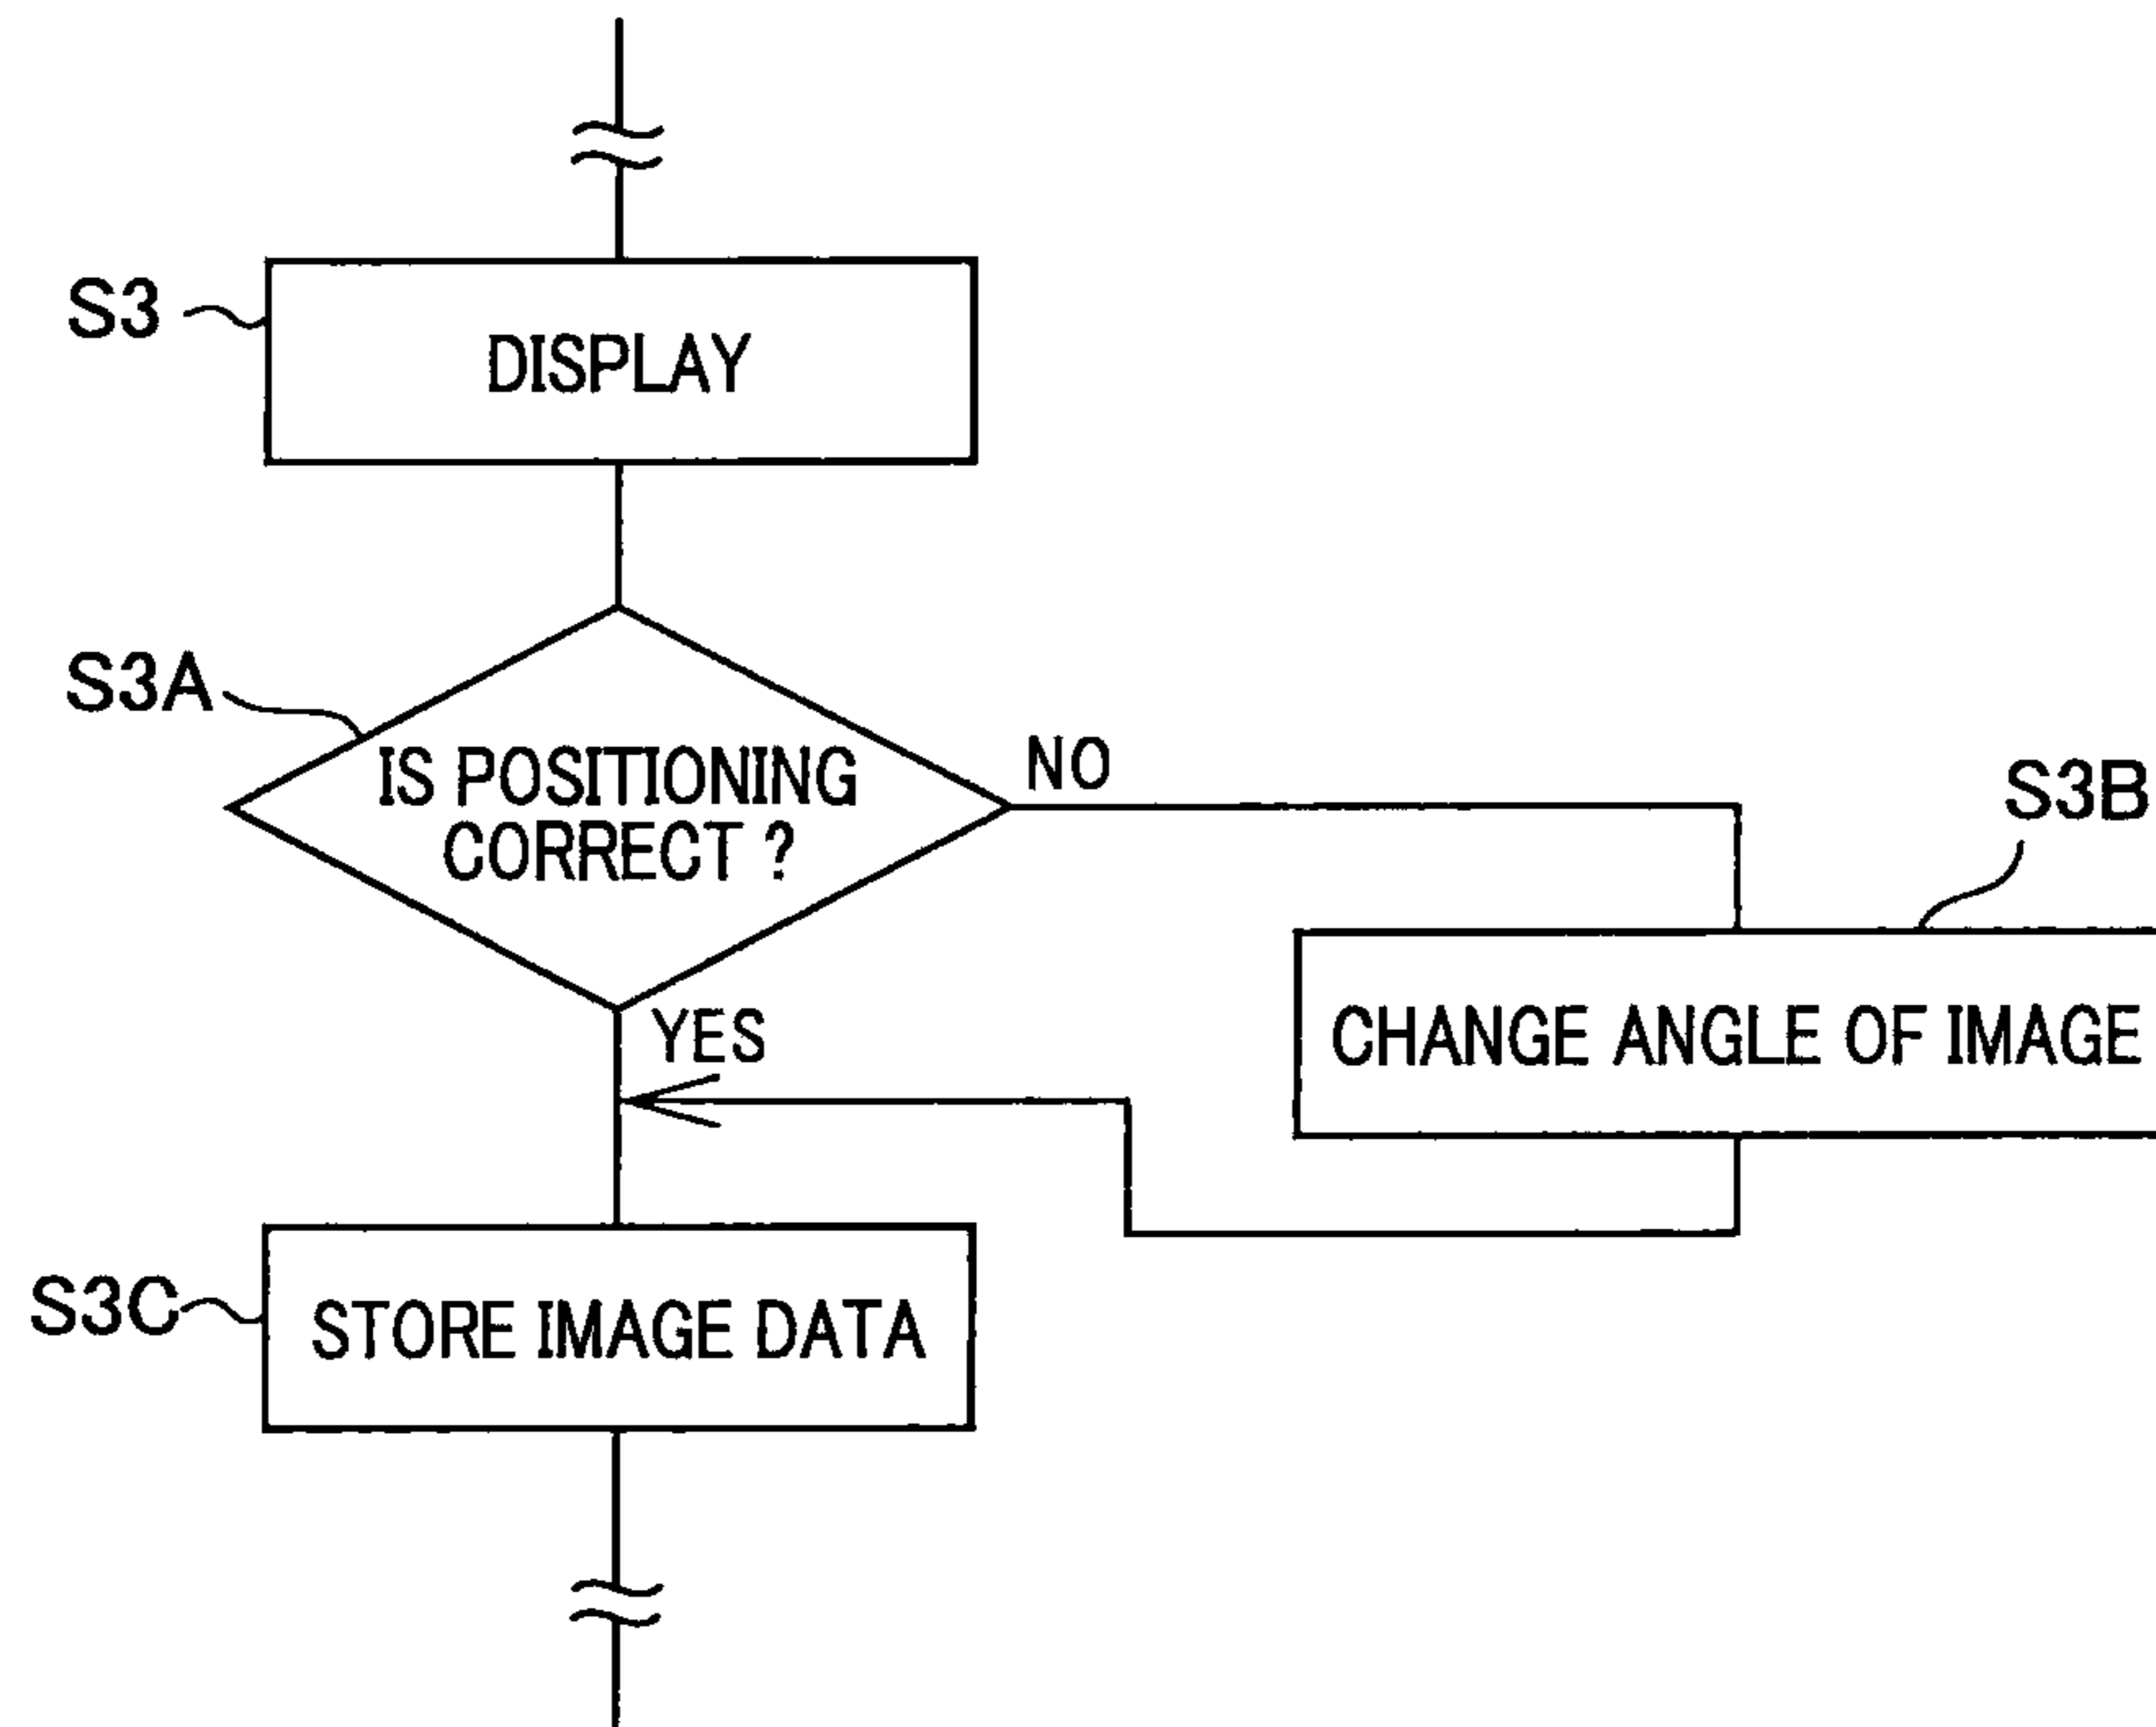 S3
DISPLAY
S3A
IS POSITIONING
CORRECT ?
NO
S3B
YES
CHANGE ANGLE OF IMAGE
S3C
STORE IMAGE DATA